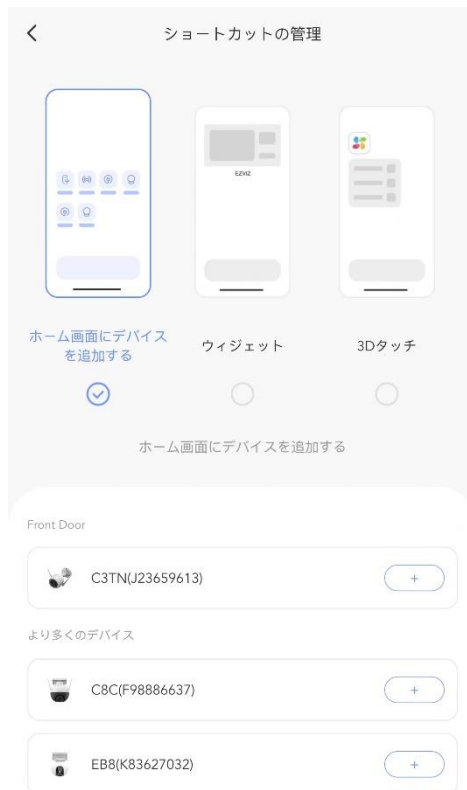 ショートカットの管理
EZVIZ
ホーム画面にデバイス
を追加する
ウィジェット
3Dタッチ
ホーム画面にデバイスを追加する
Front Door
C3TN(J23659613)
より多くのデバイス
C8C(F98886637)
EB8(K83627032)